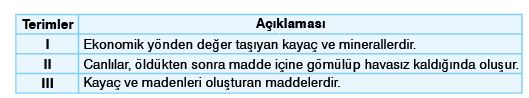 Terimler Açıklaması
I Ekonomik yönden değer taşıyan kayaç ve minerallerdir.
II Canlılar, öldükten sonra madde içine gömülüp havasız kaldığında oluşur.
III Kayaç ve madenleri oluşturan maddelerdir.